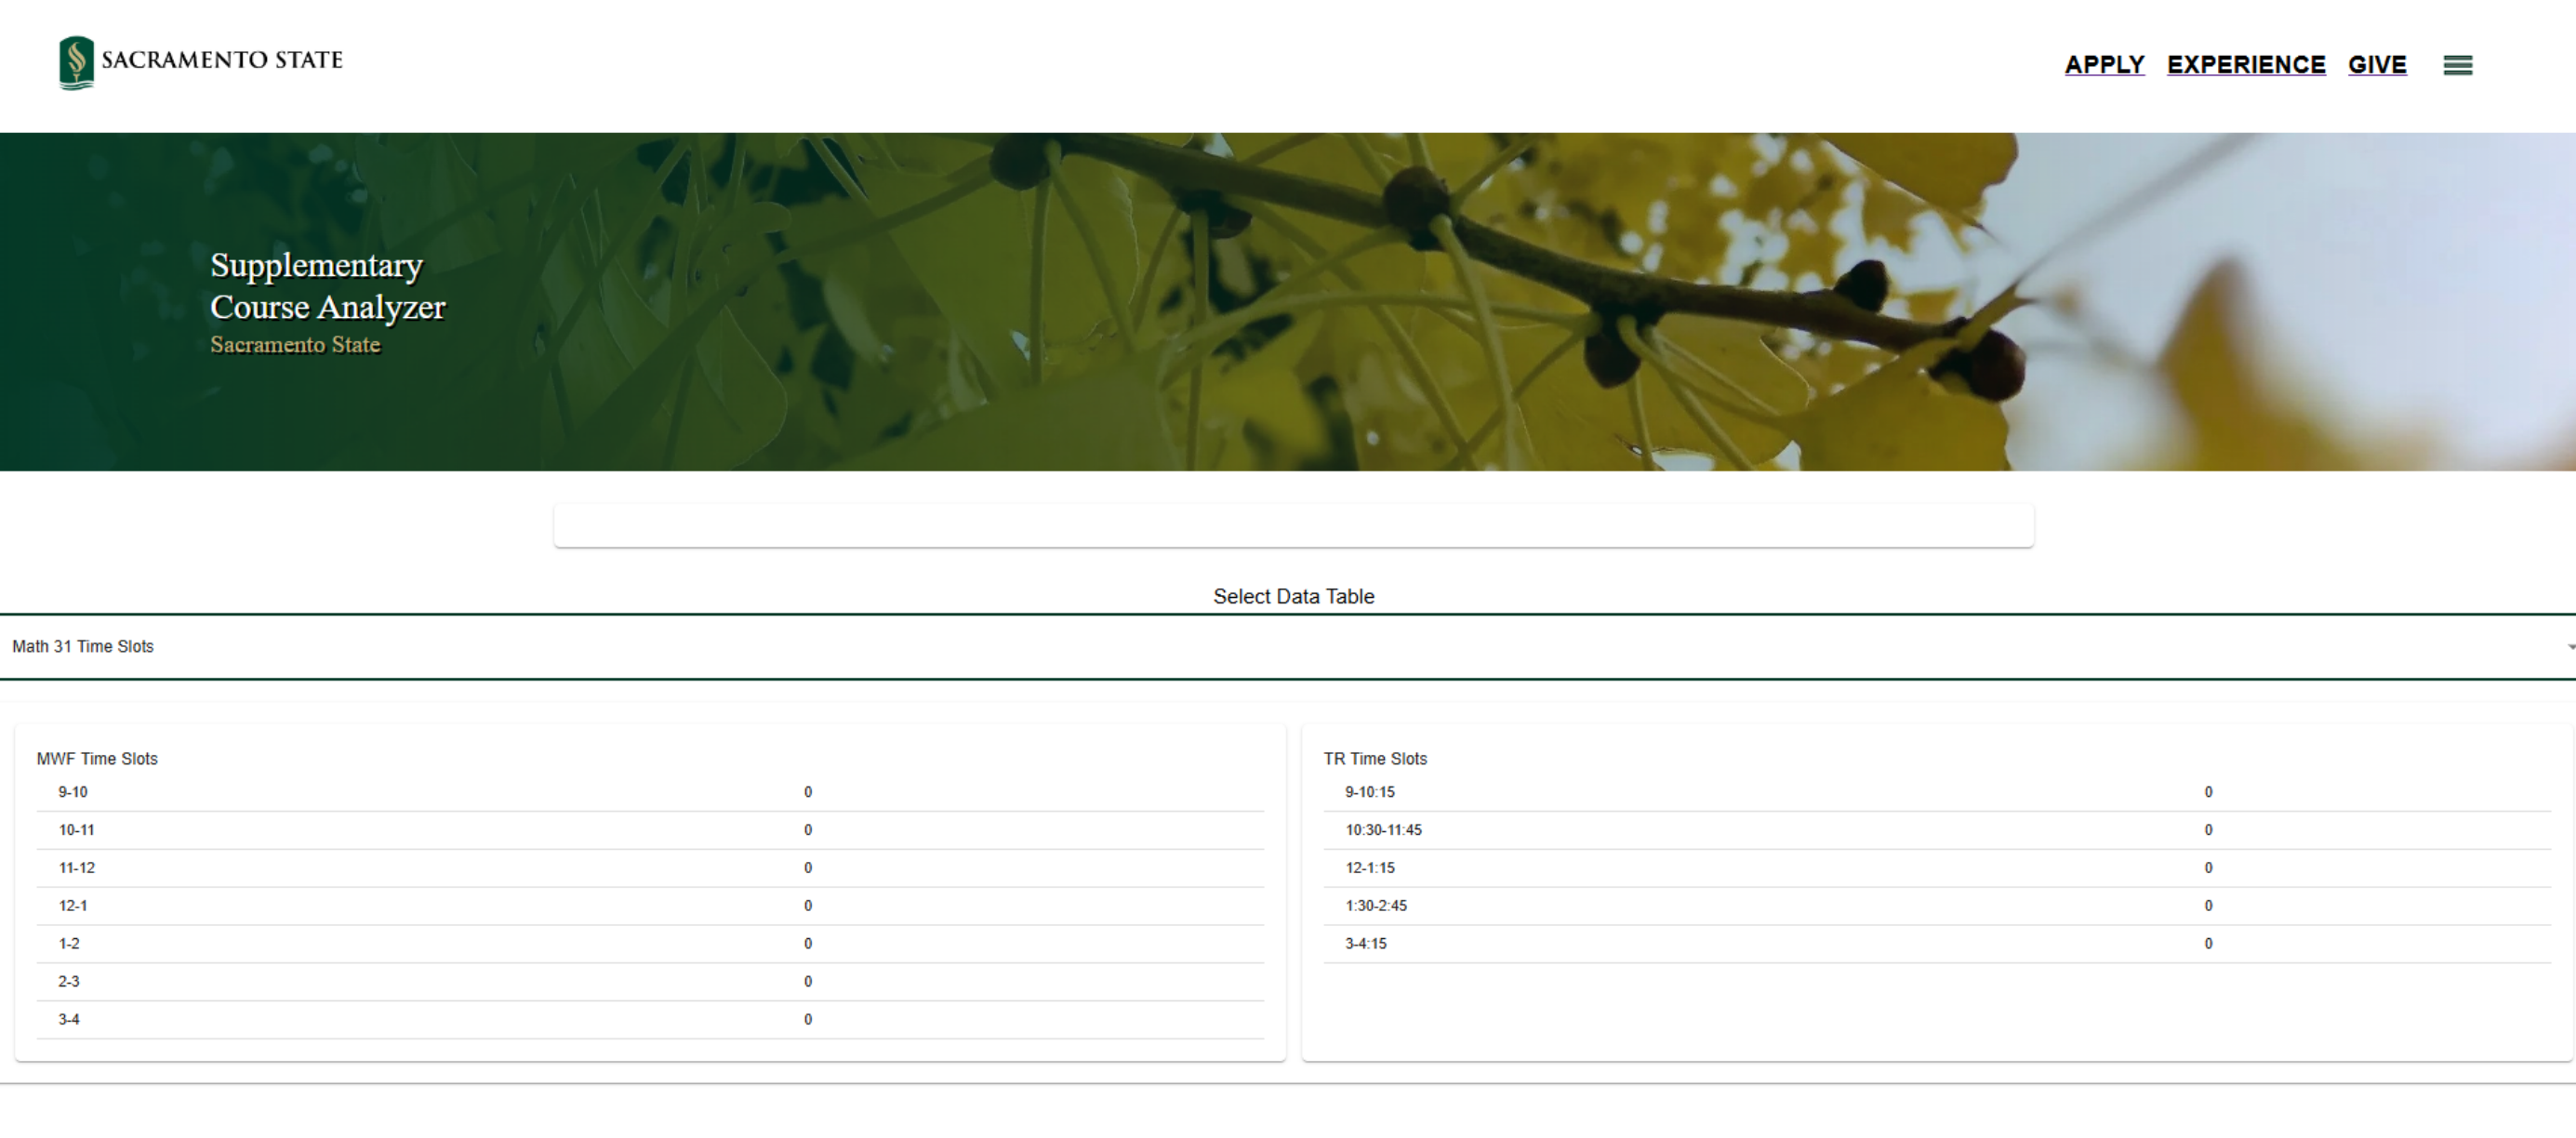 SACRAMENTO STATE
APPLY EXPERIENCE GIVE
Supplementary
Course Analyzer
Sacramento State
Select Data Table
Math 31 Time Slots
MWF Time Slots
9-10 0
10-11 0
11-12 0
12-1 0
1-2 0
2-3 0
3-4 0
TR Time Slots
9-10:15 0
10:30-11:45 0
12-1:15 0
1:30-2:45 0
3-4:15 0